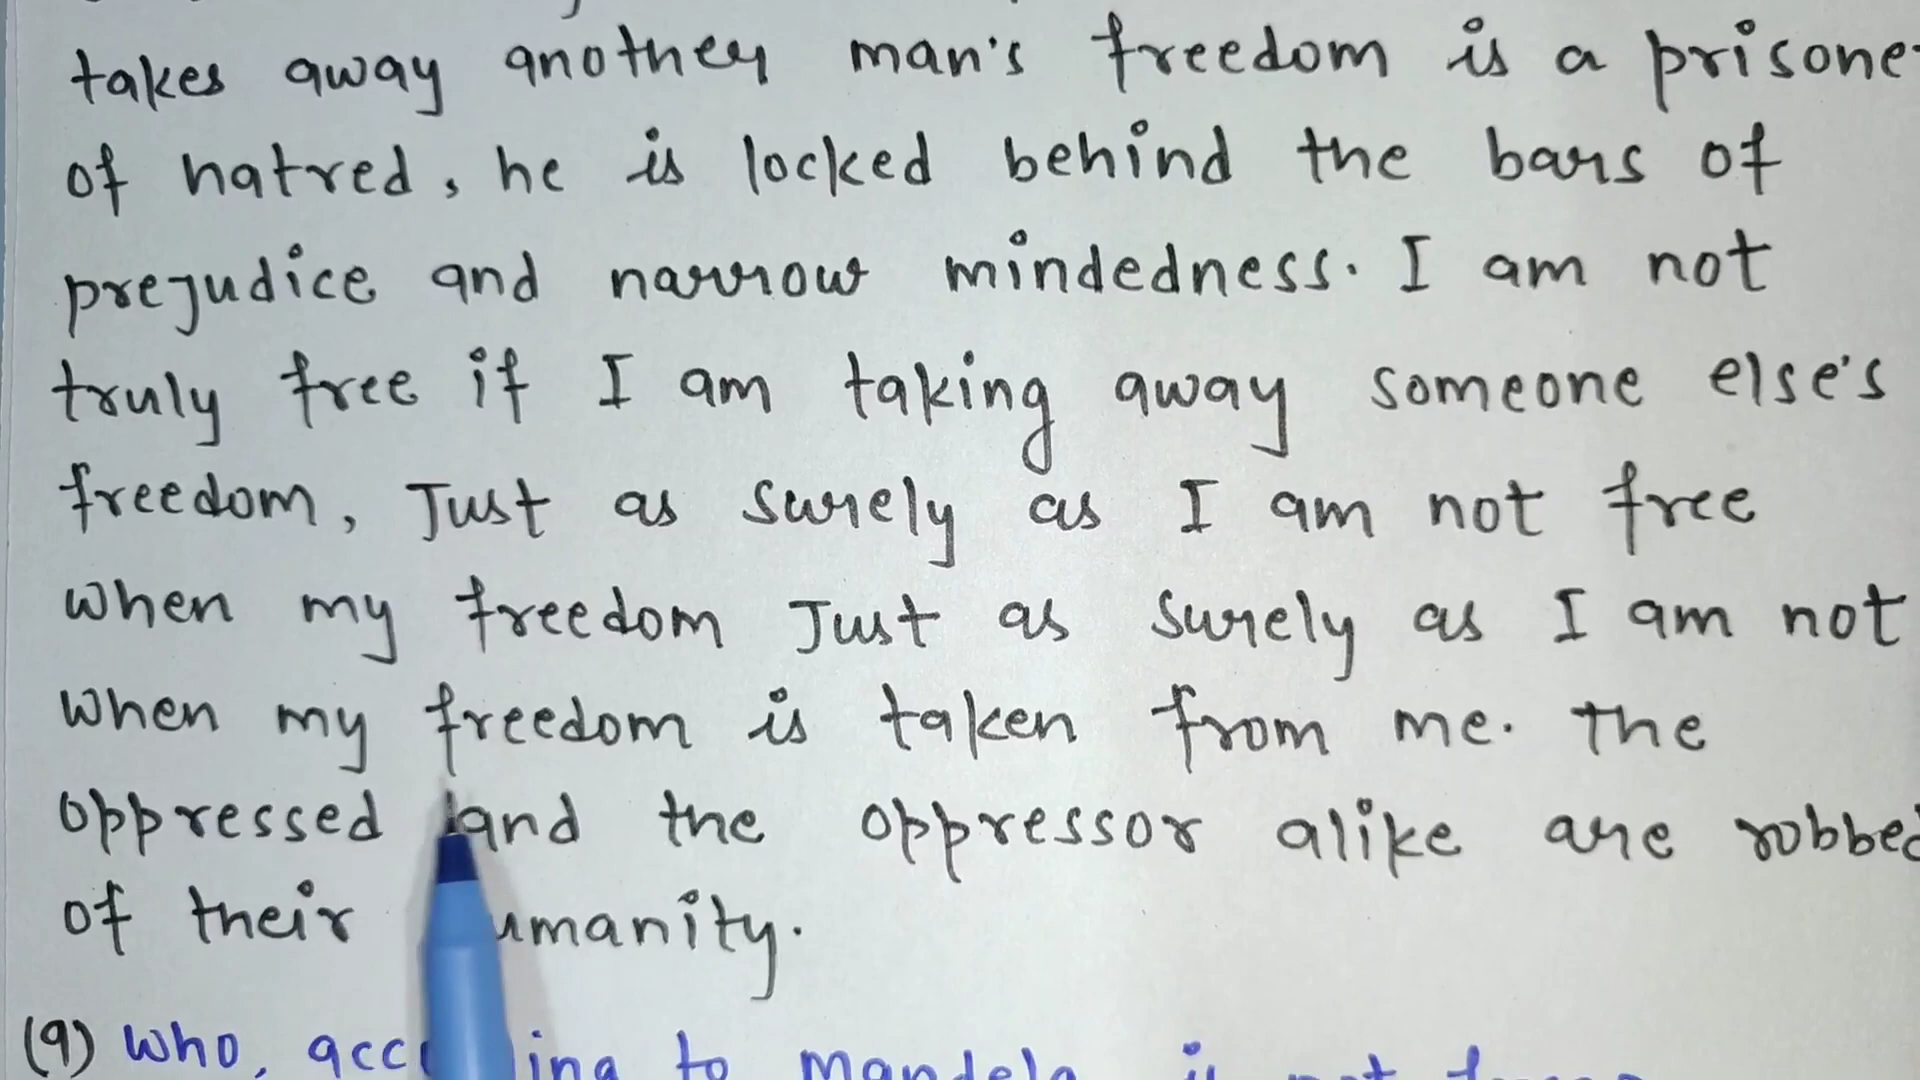 takes away another man's freedom is a prisone
of hatred, he is locked behind the bars of
prejudice and narrow mindedness. I am not
truly free if I am taking away someone else's
freedom, Just as surely as I am not free
when my freedom Just as surely as I am not
when my freedom is taken from me. The
oppressed and the oppressor alike are robbed
of their umanity.
(9) Who, acc ing to mandela, is not